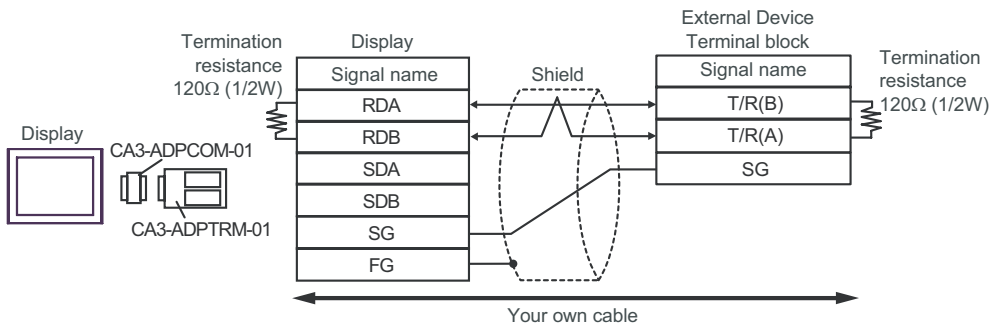 External Device
Terminal block
Termination
resistance
120Ω (1/2W)
Display
Signal name
RDA
RDB
SDA
SDB
SG
FG
Shield
Signal name
T/R(B)
T/R(A)
SG
Termination
resistance
120Ω (1/2W)
Display
CA3-ADPCOM-01
CA3-ADPTRM-01
Your own cable